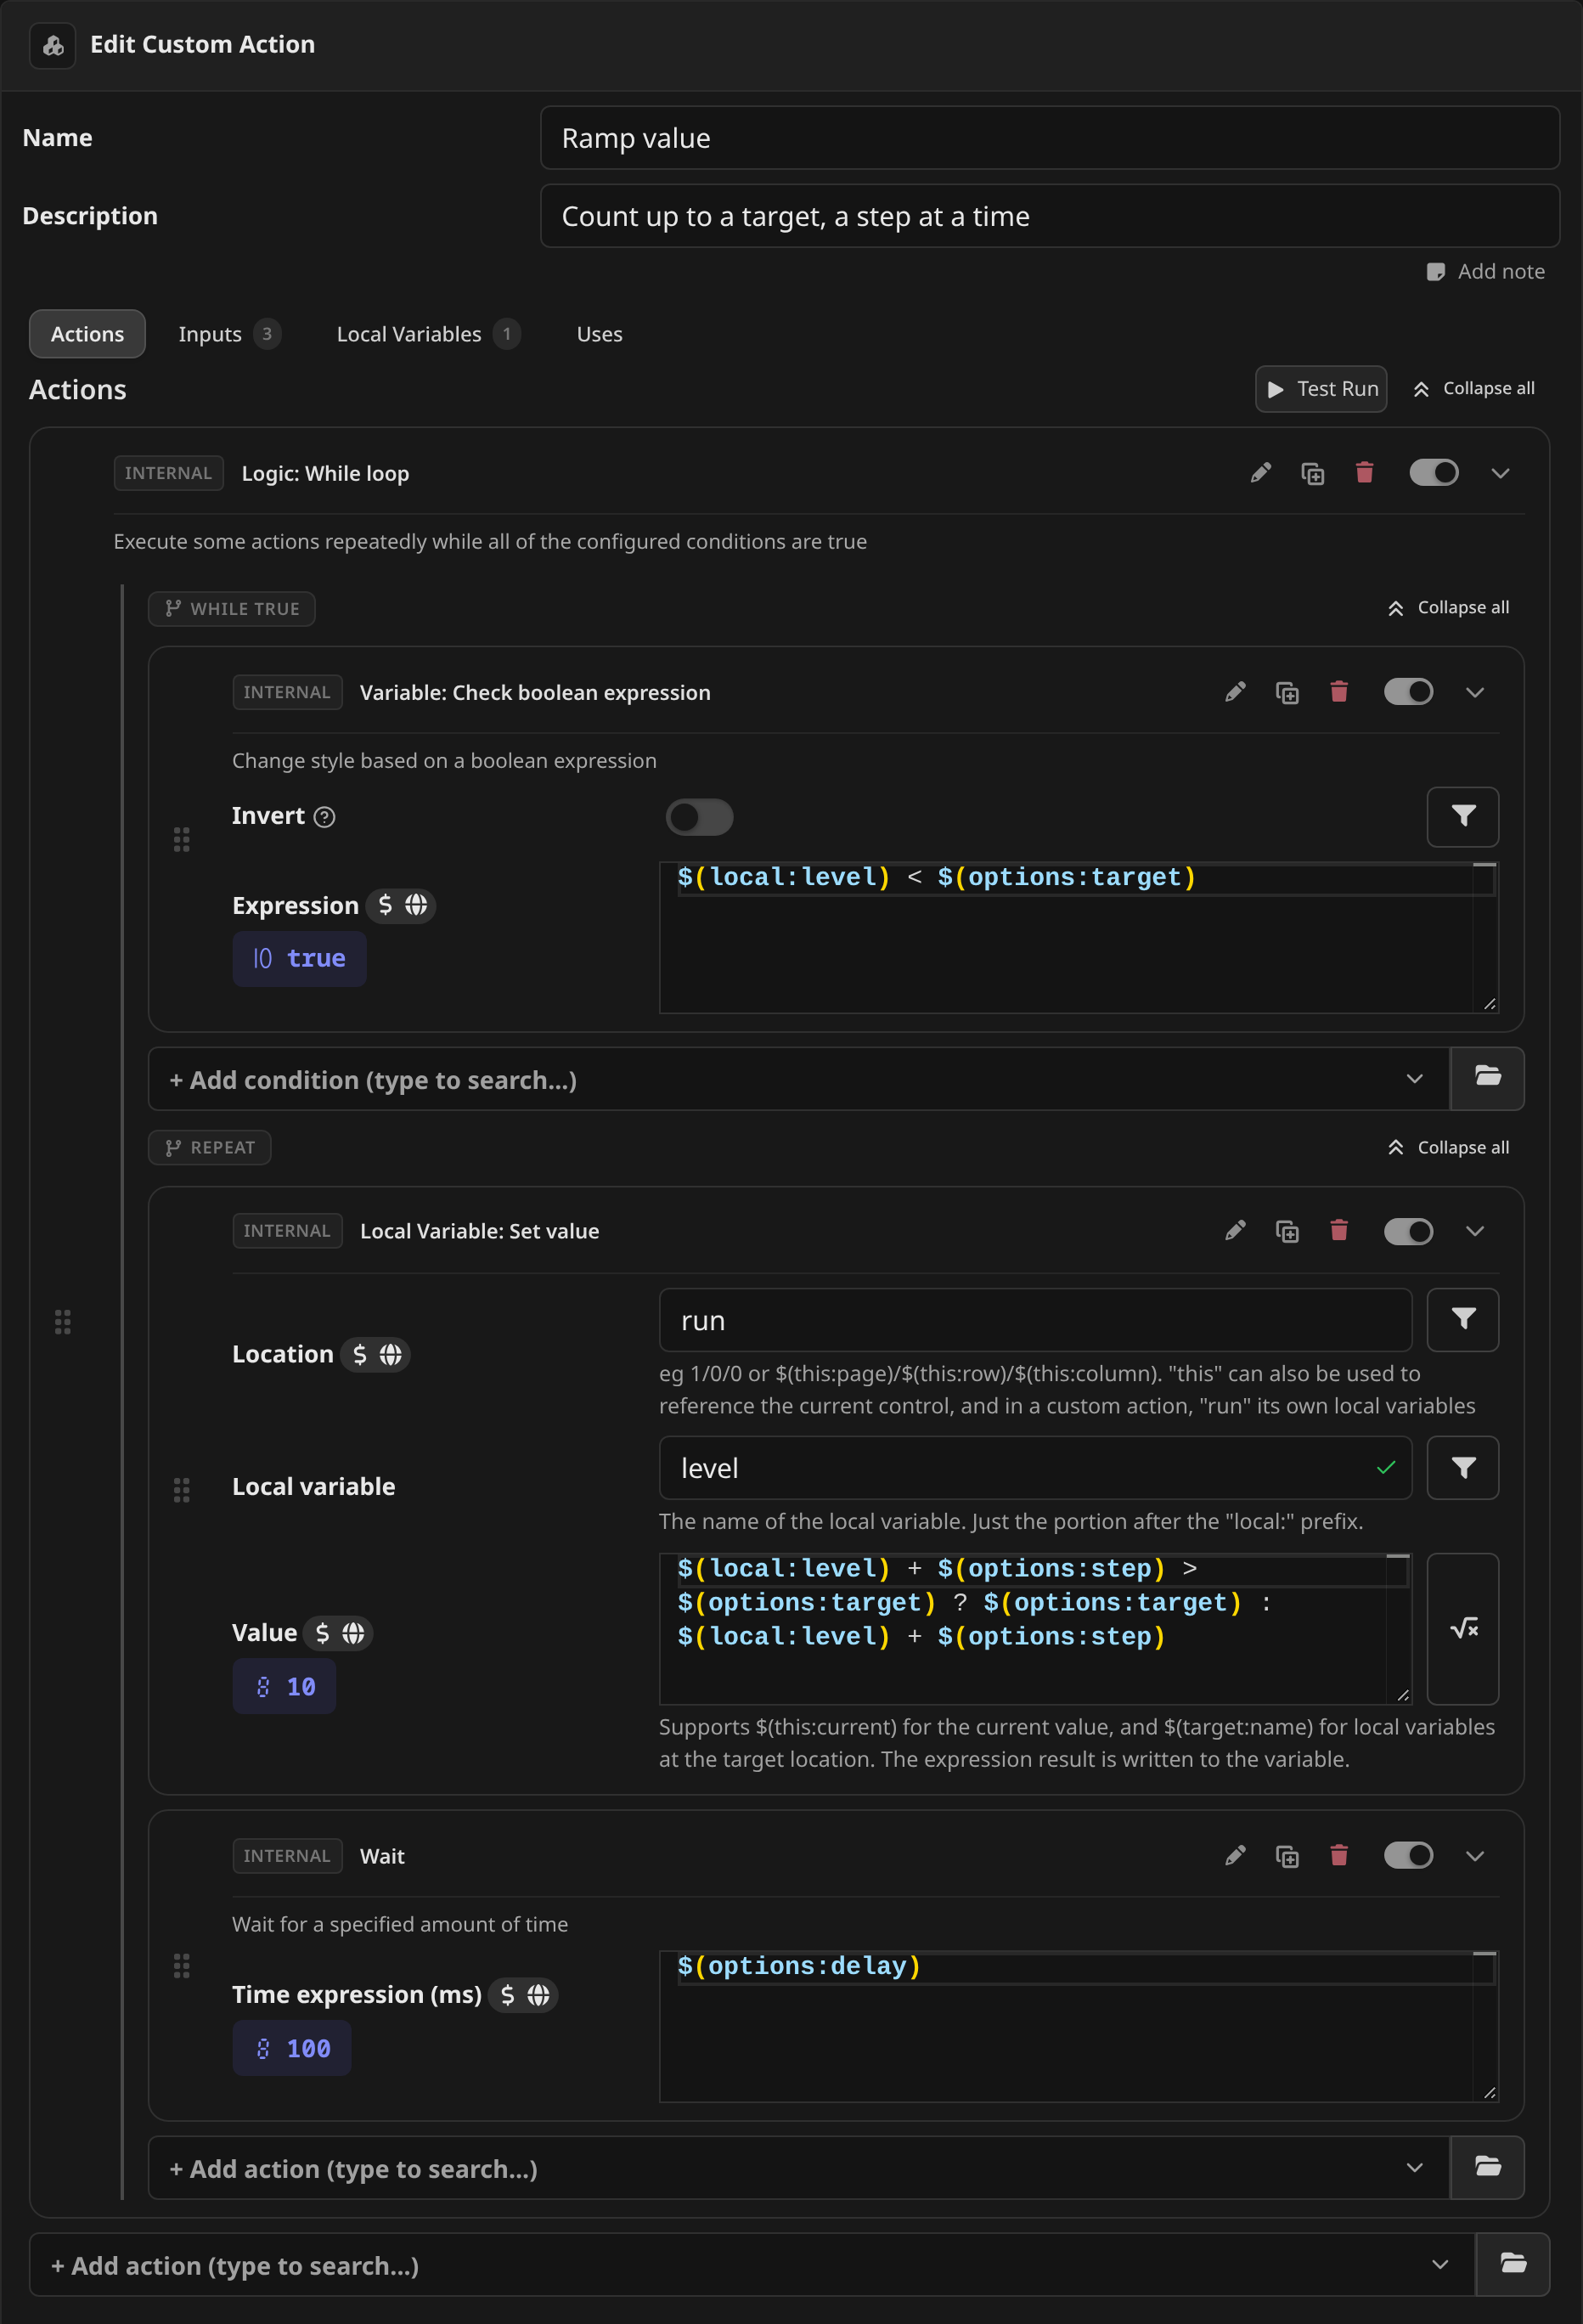 Edit Custom Action
Name
Ramp value
Description
Count up to a target, a step at a time
Add note
Actions
Inputs 3
Local Variables 1
Uses
Actions
Test Run
Collapse all
INTERNAL Logic: While loop
Execute some actions repeatedly while all of the configured conditions are true
WHILE TRUE
Collapse all
INTERNAL Variable: Check boolean expression
Change style based on a boolean expression
Invert
Expression
true
$(local:level) < $(options:target)
+ Add condition (type to search...)
REPEAT
Collapse all
INTERNAL Local Variable: Set value
Location
run
eg 1/0/0 or $(this:page)/$(this:row)/$(this:column). "this" can also be used to
reference the current control, and in a custom action, "run" its own local variables
Local variable
level
The name of the local variable. Just the portion after the "local:" prefix.
Value
10
$(local:level) + $(options:step) >
$(options:target) ? $(options:target) :
$(local:level) + $(options:step)
Supports $(this:current) for the current value, and $(target:name) for local variables
at the target location. The expression result is written to the variable.
INTERNAL Wait
Wait for a specified amount of time
Time expression (ms)
100
$(options:delay)
+ Add action (type to search...)
+ Add action (type to search...)